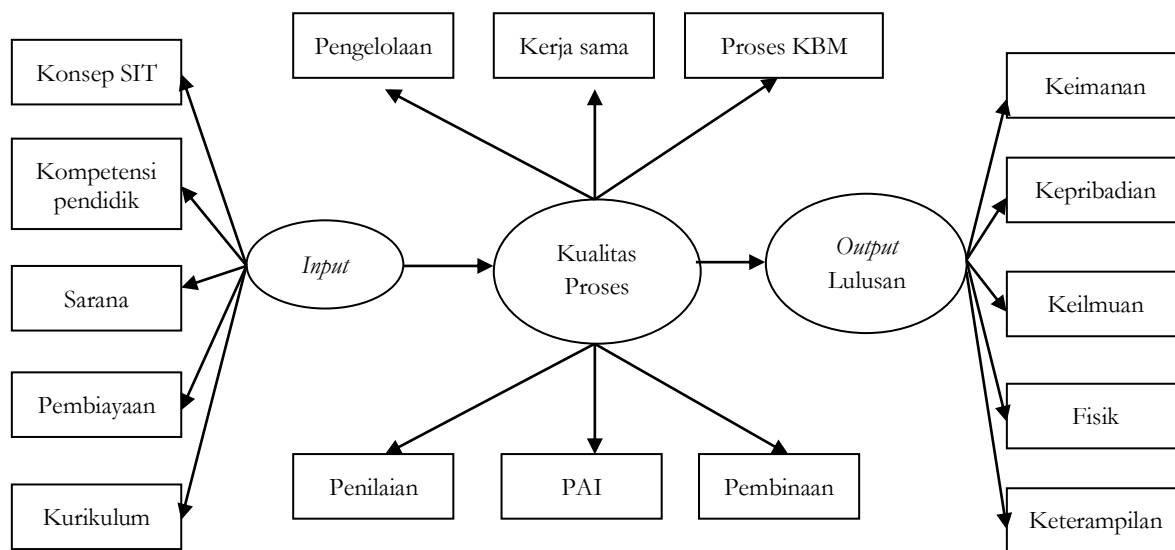 Konsep SIT
Kompetensi
pendidik
Sarana
Pembiayaan
Kurikulum
Input
Pengelolaan
Kerja sama
Proses KBM
Kualitas
Proses
Penilaian
PAI
Pembinaan
Output
Lulusan
Keimanan
Kepribadian
Keilmuan
Fisik
Keterampilan